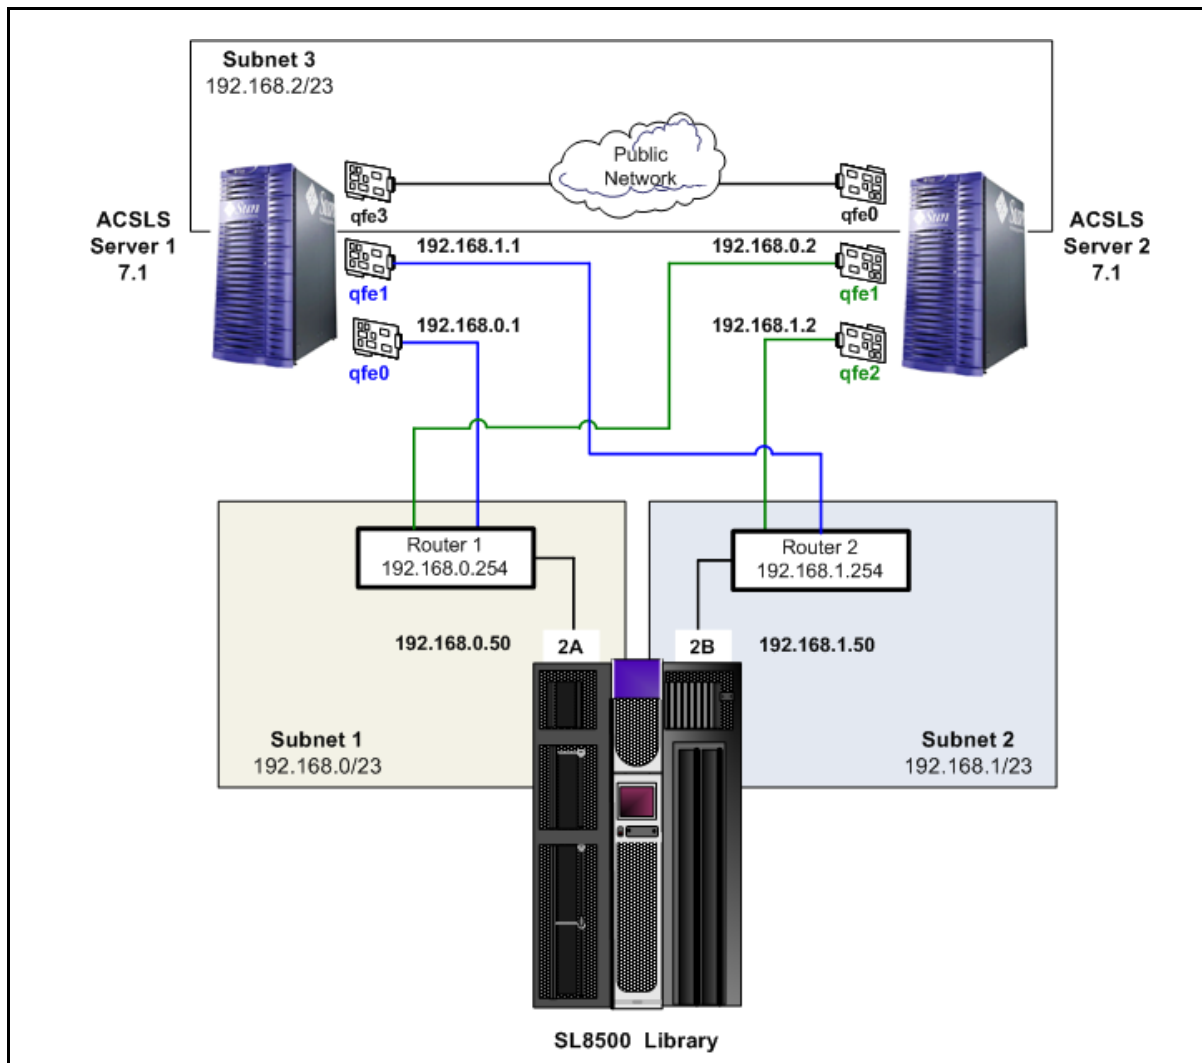 Subnet 3
192.168.2/23
Public
Network
ACSLS
Server 1
7.1
Sun
Sun
qfe3
qfe0
Sun
Sun
ACSLS
Server 2
7.1
192.168.1.1
192.168.0.2
qfe1
qfe1
192.168.0.1
192.168.1.2
qfe0
qfe2
Router 1
192.168.0.254
Router 2
192.168.1.254
192.168.0.50
2A
2B
192.168.1.50
Subnet 1
192.168.0/23
Subnet 2
192.168.1/23
SL8500 Library